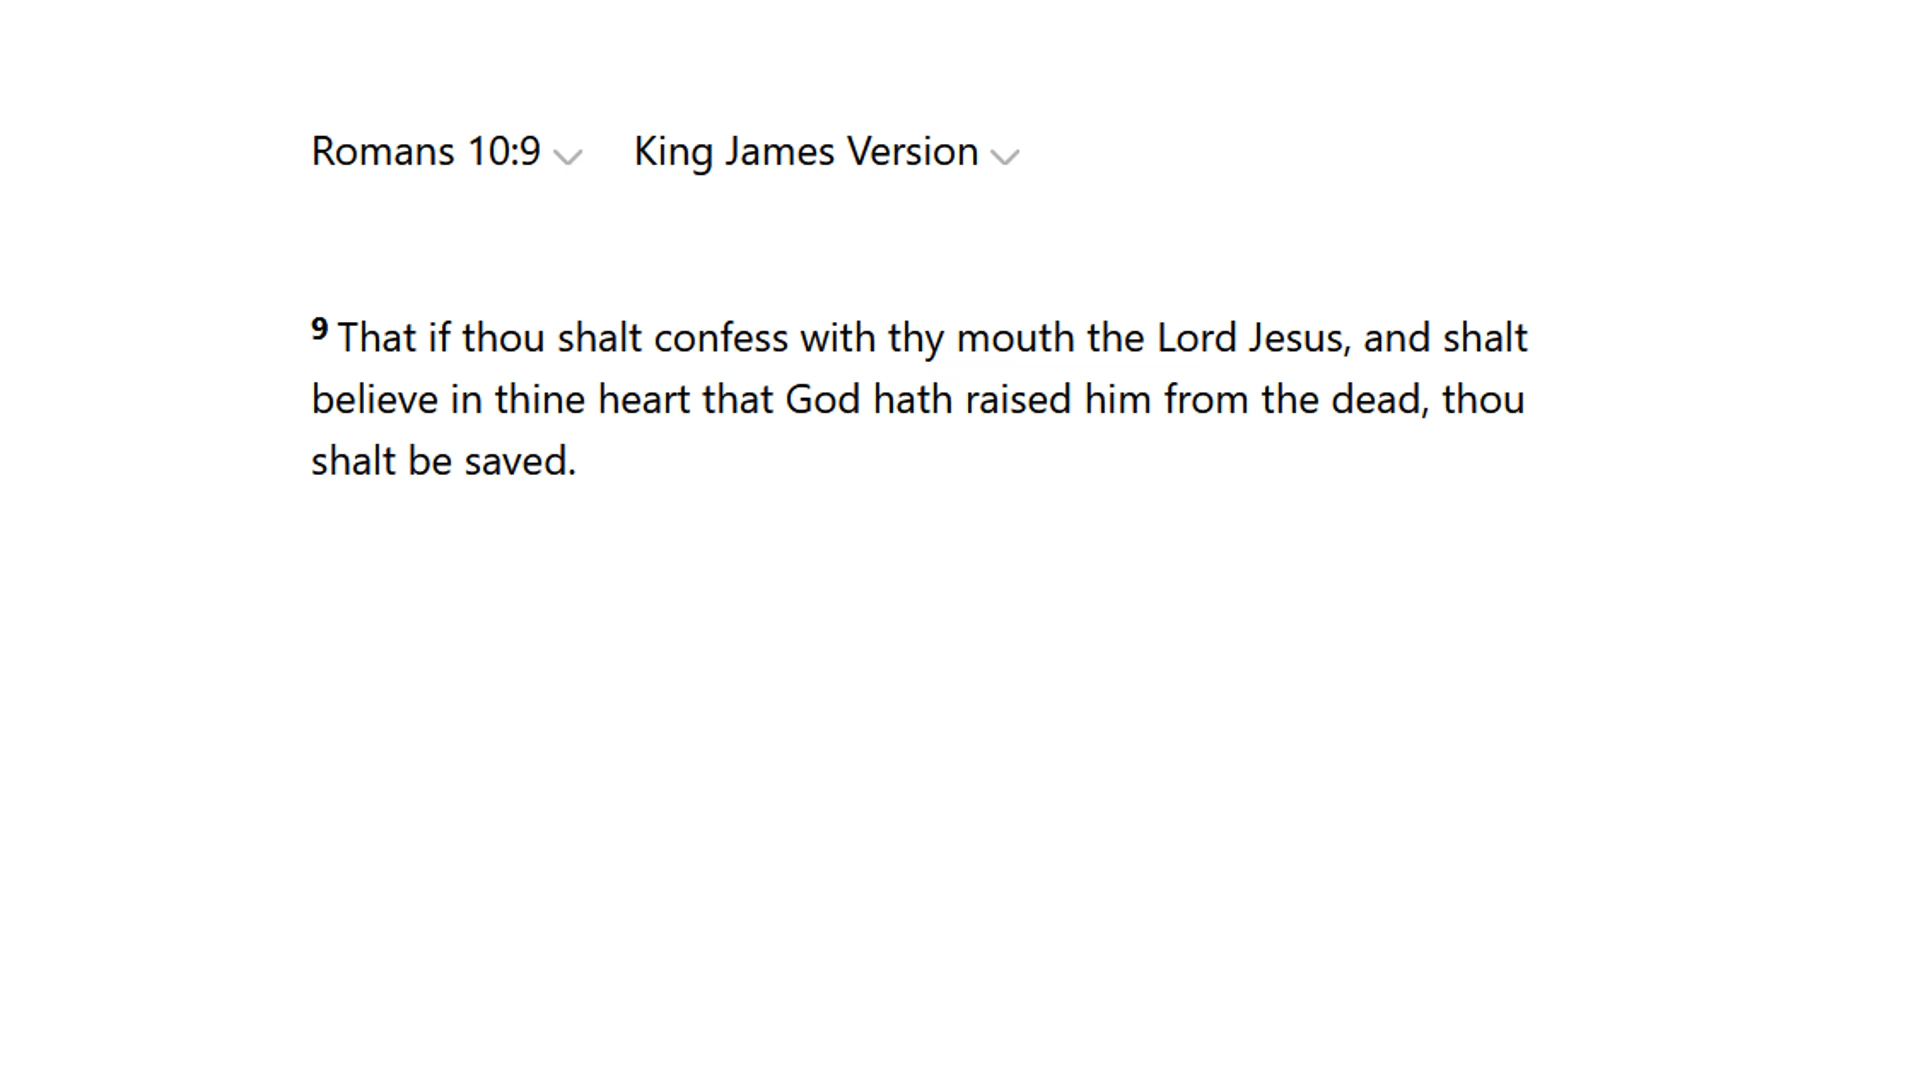 Romans 10:9 King James Version
9 That if thou shalt confess with thy mouth the Lord Jesus, and shalt
believe in thine heart that God hath raised him from the dead, thou
shalt be saved.